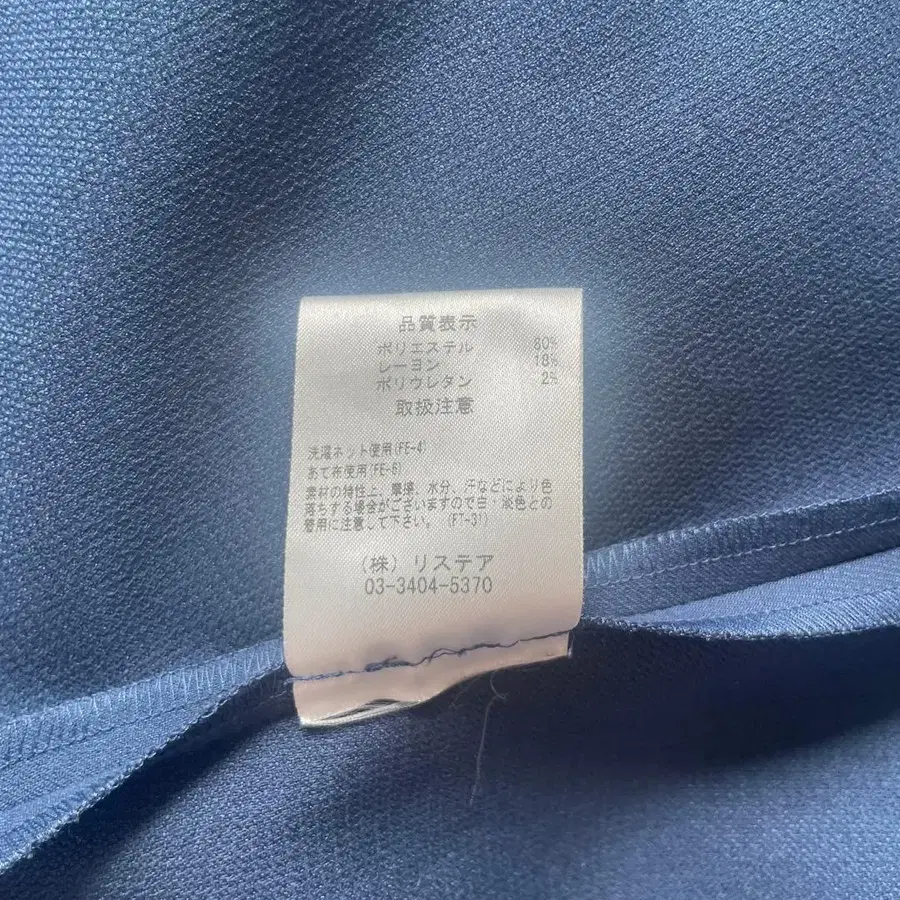 品質表示
ポリエステル 80%
レーヨン 18%
ポリウレタン 2%
取扱注意
洗濯ネット使用(FE-4)
あて布使用(FE-6)
素材の特性上、摩擦、水分、汗などにより色
落ちする場合がございますので白・淡色との
着用に注意して下さい。(FT-31)
(株) リステア
03-3404-5370